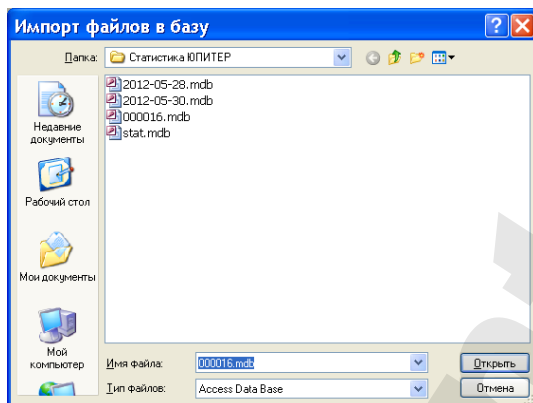 Импорт файлов в базу
Папка: Статистика ЮПИТЕР
2012-05-28.mdb
2012-05-30.mdb
000016.mdb
stat.mdb
Недавние
документы
Рабочий стол
Мои документы
Мой
компьютер
Имя файла: 000016.mdb Открыть
Тип файлов: Access Data Base Отмена